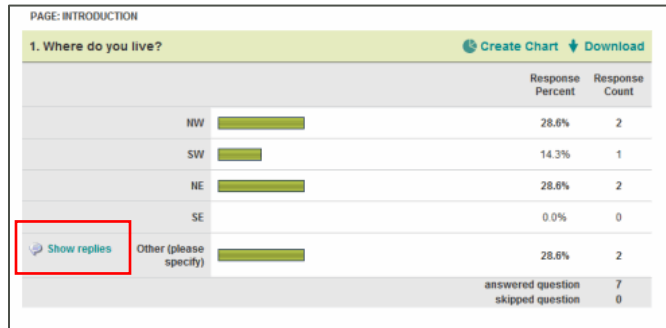 PAGE: INTRODUCTION
1. Where do you live? Create Chart Download
Response Percent Response Count
NW 28.6% 2
SW 14.3% 1
NE 28.6% 2
SE 0.0% 0
Show replies Other (please specify) 28.6% 2
answered question 7
skipped question 0